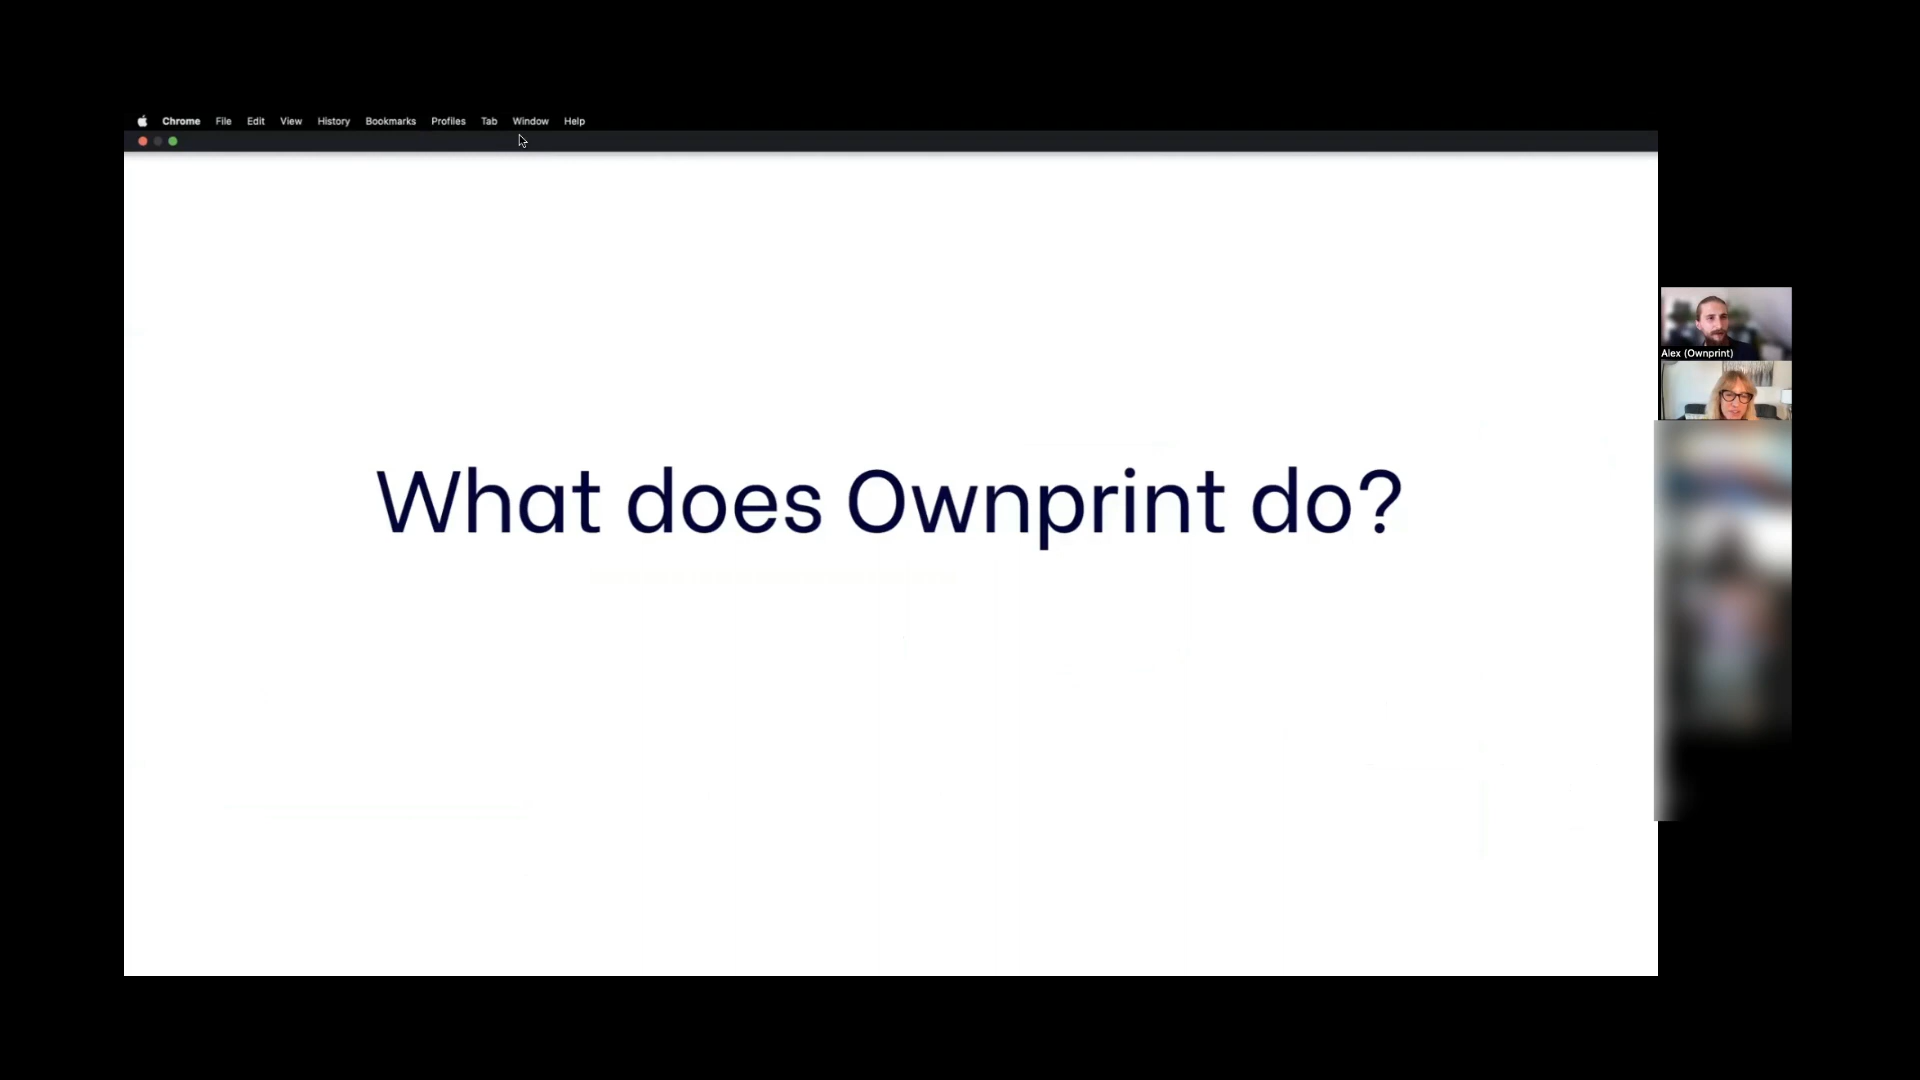 Chrome File Edit View History Bookmarks Profiles Tab Window Help
What does Ownprint do?
Alex (Ownprint)